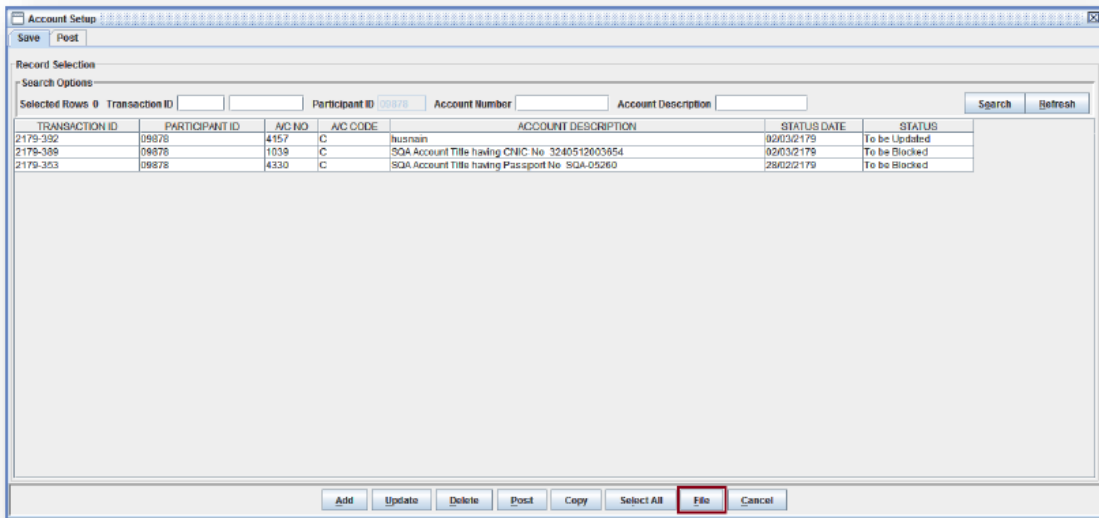 Account Setup
Save Post
Record Selection
Search Options
Selected Rows 0 Transaction ID Participant ID 09878 Account Number Account Description Search Refresh
TRANSACTION ID PARTICIPANT ID A/C NO A/C CODE ACCOUNT DESCRIPTION STATUS DATE STATUS
2179-392 09878 4157 C husnain 02/03/2179 To be Updated
2179-389 09878 1039 C SQA Account Title having CNIC No 3240512003654 02/03/2179 To be Blocked
2179-353 09878 4330 C SQA Account Title having Passport No SQA-05260 28/02/2179 To be Blocked
Add Update Delete Post Copy Select All File Cancel